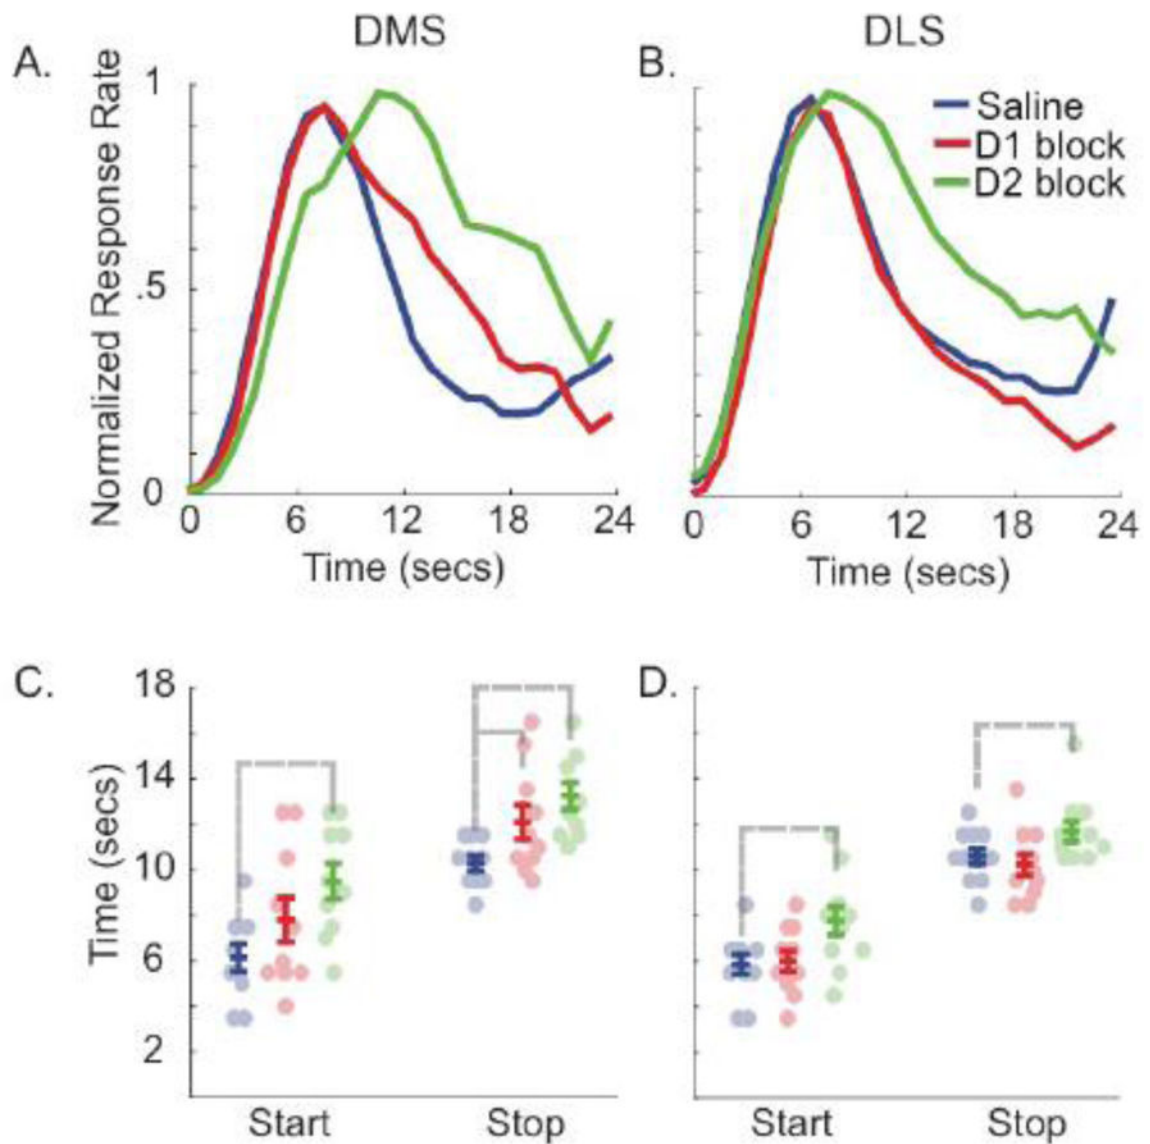 DMS
DLS
A.
B.
Normalized Response Rate
1
.5
0
0 6 12 18 24
Time (secs)
Saline
D1 block
D2 block
0 6 12 18 24
Time (secs)
C.
D.
Time (secs)
18
14
10
6
2
Start Stop
Start Stop